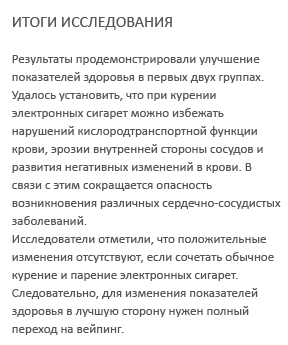 ИТОГИ ИССЛЕДОВАНИЯ
Результаты продемонстрировали улучшение
показателей здоровья в первых двух группах.
Удалось установить, что при курении
электронных сигарет можно избежать
нарушений кислородтранспортной функции
крови, эрозии внутренней стороны сосудов и
развития негативных изменений в крови. В
связи с этим сокращается опасность
возникновения различных сердечно-сосудистых
заболеваний.
Исследователи отметили, что положительные
изменения отсутствуют, если сочетать обычное
курение и парение электронных сигарет.
Следовательно, для изменения показателей
здоровья в лучшую сторону нужен полный
переход на вейпинг.